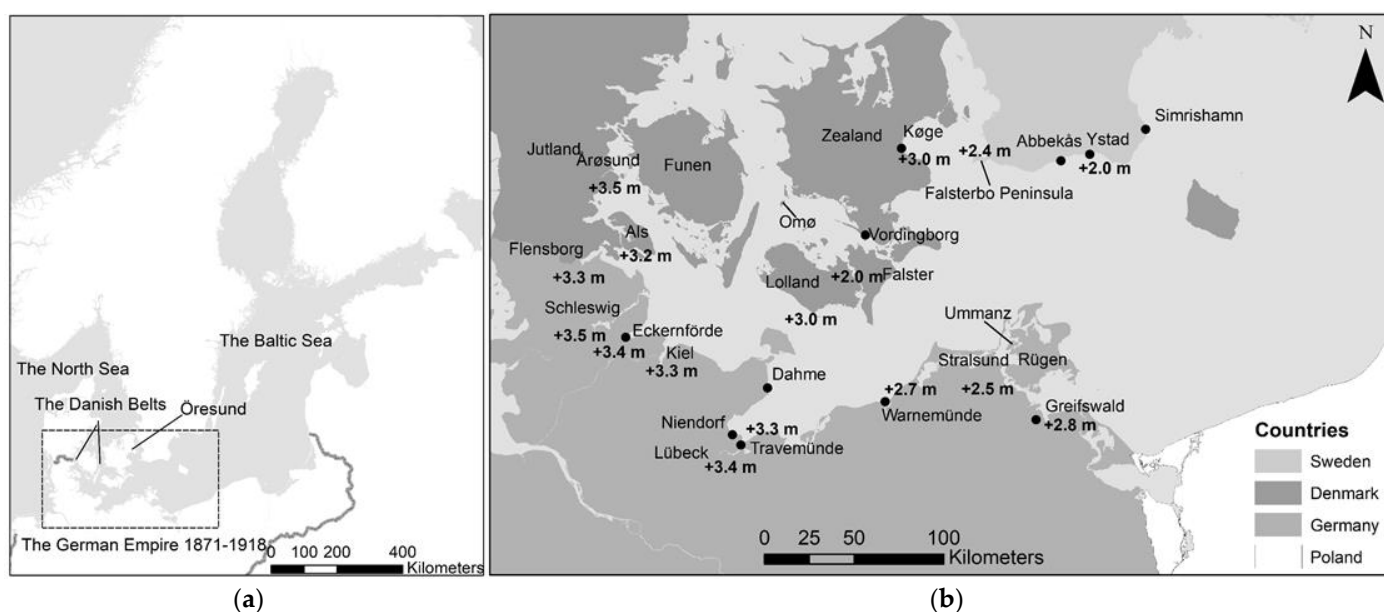 The Baltic Sea
The North Sea
The Danish Belts
Öresund
The German Empire 1871-1918
0 100 200 400
Kilometers
(a)
N
Simrishamn
Zealand
Køge
+3.0 m
+2.4 m
Abbekås
Ystad
+2.0 m
Falsterbo Peninsula
Jutland
Årøsund
+3.5 m
Funen
Omø
Vordingborg
Als
+3.2 m
Flensborg
+3.3 m
Lolland
+2.0 m
Falster
+3.0 m
Schleswig
+3.5 m
Eckernförde
+3.4 m
Kiel
+3.3 m
Ummanz
Stralsund
Rügen
+2.5 m
Dahme
+2.7 m
Warnemünde
Greifswald
+2.8 m
Niendorf
+3.3 m
Lübeck
Travemünde
+3.4 m
Countries
Sweden
Denmark
Germany
Poland
0 25 50 100
Kilometers
(b)